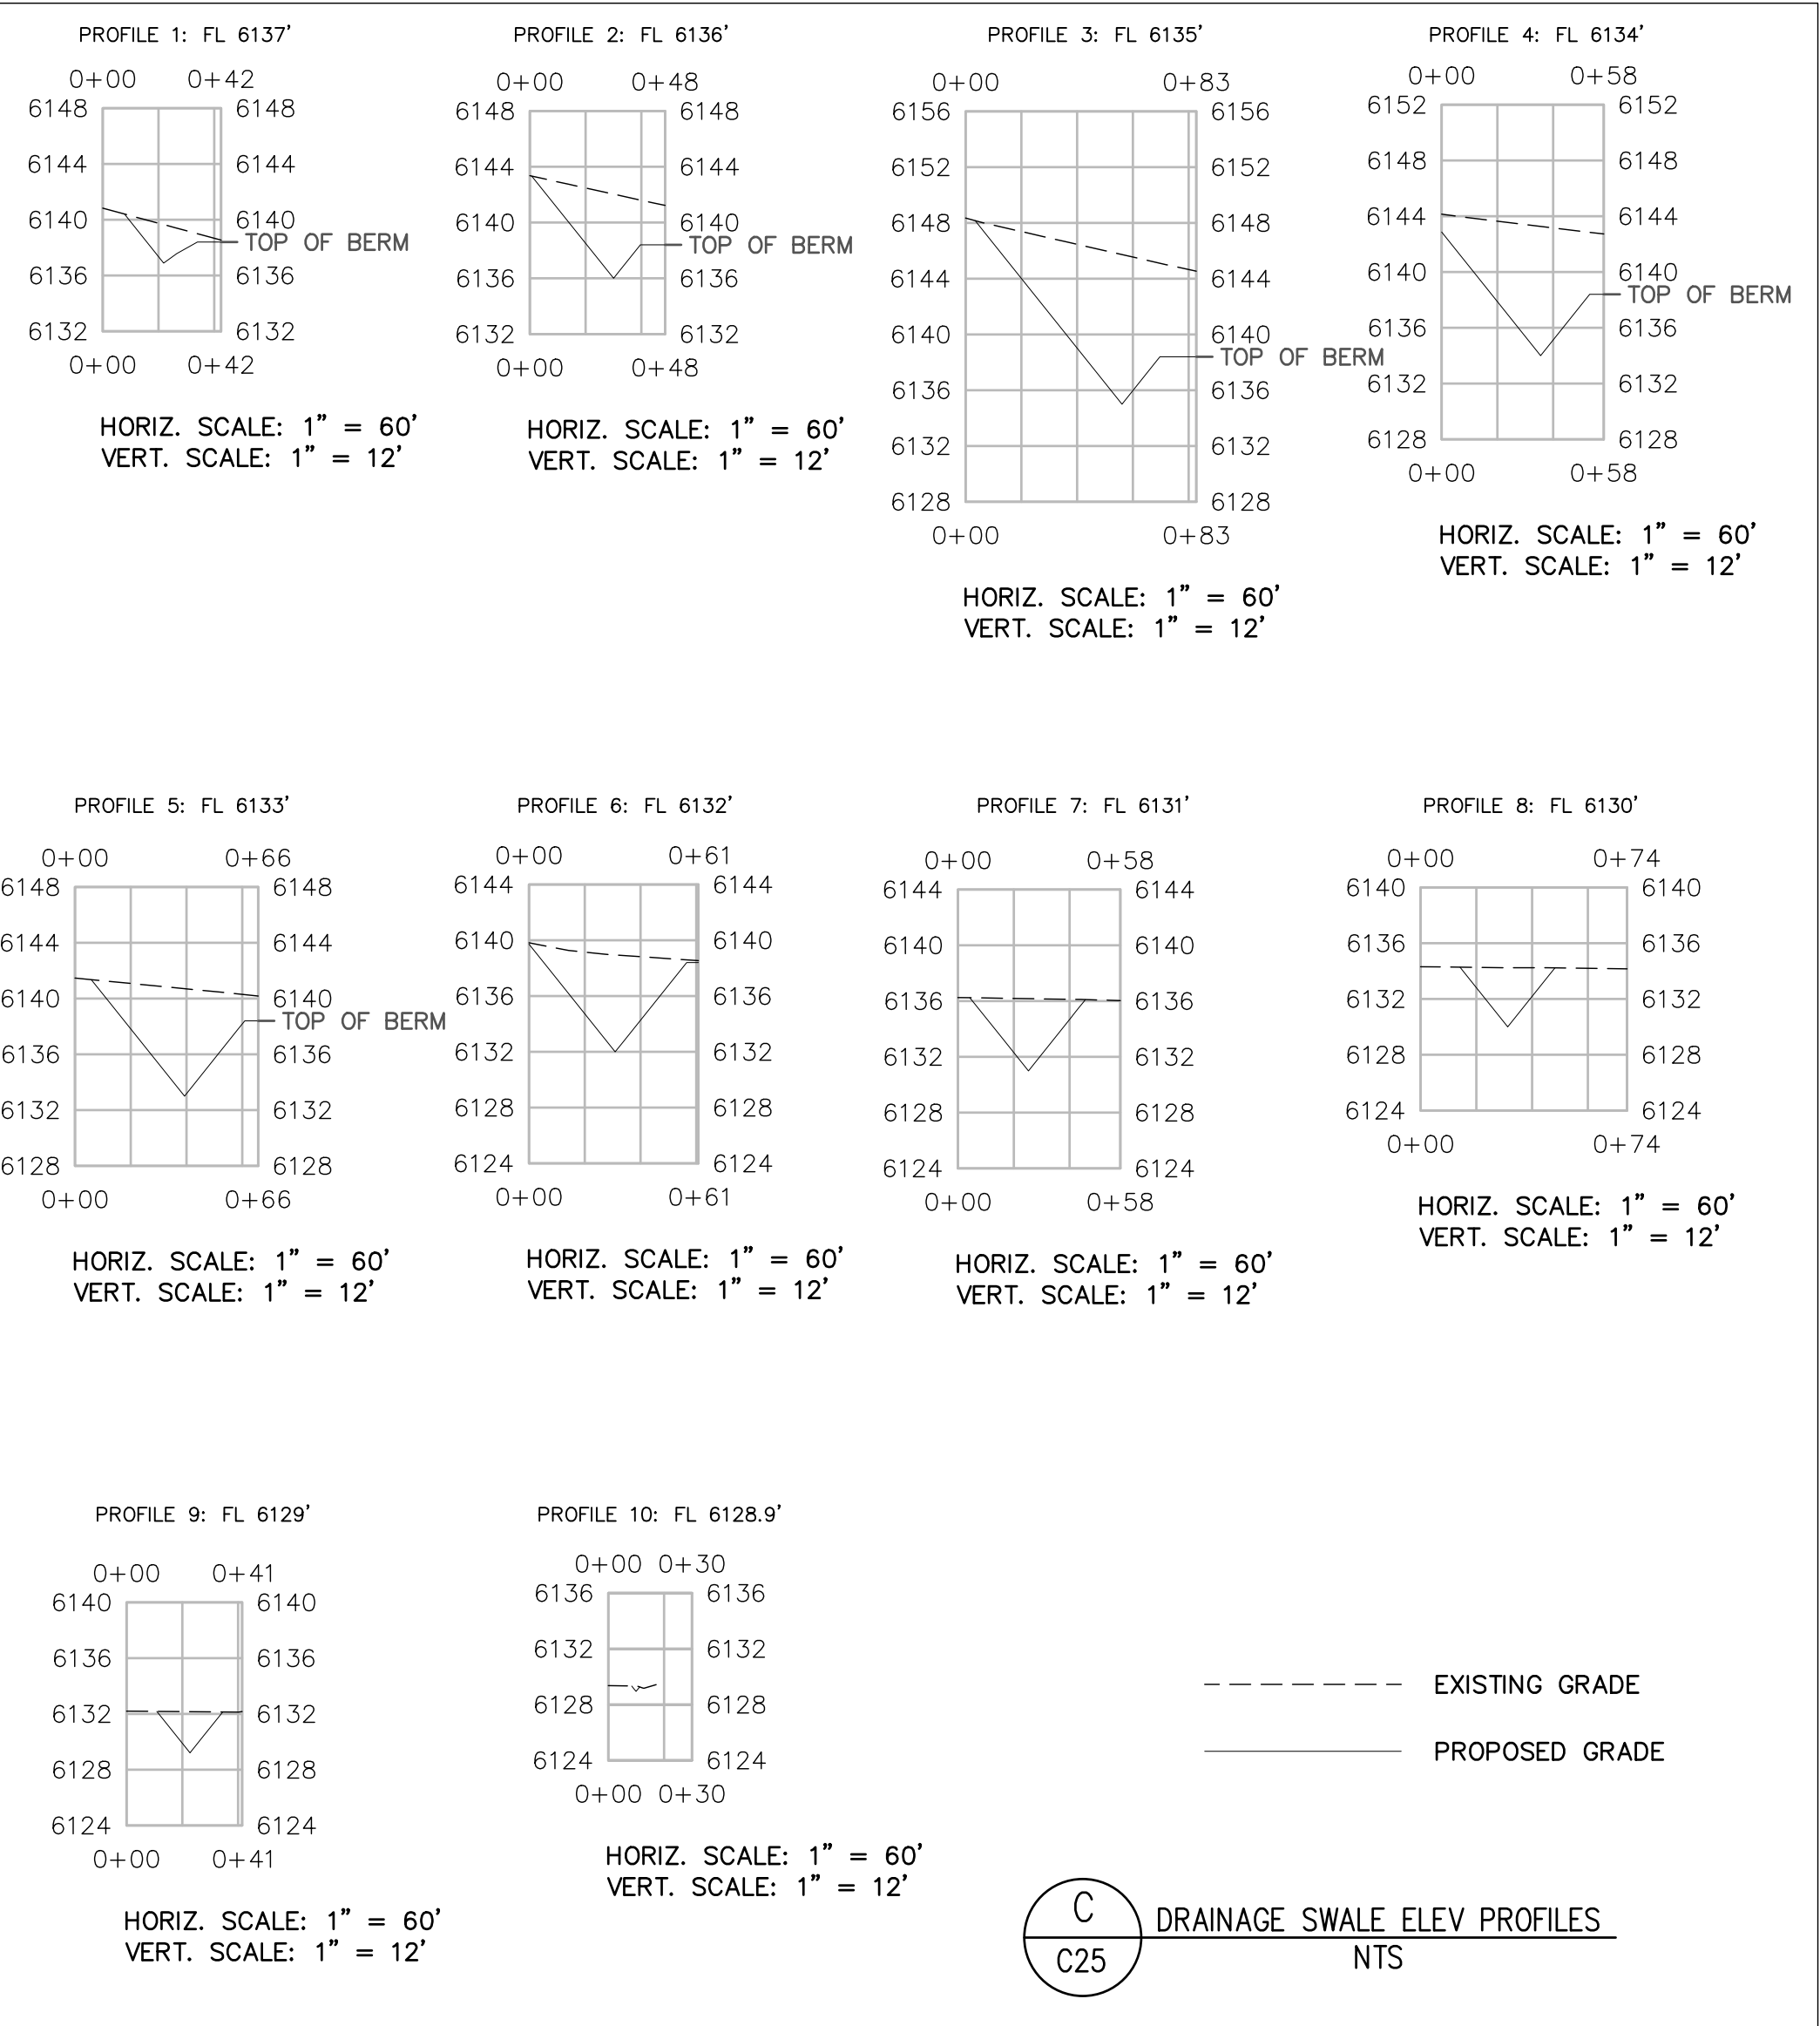 PROFILE 1: FL 6137'
0+00 0+42
6148 6148
6144 6144
6140 6140
TOP OF BERM
6136 6136
6132 6132
0+00 0+42
HORIZ. SCALE: 1" = 60'
VERT. SCALE: 1" = 12'
PROFILE 2: FL 6136'
0+00 0+48
6148 6148
6144 6144
6140 6140
TOP OF BERM
6136 6136
6132 6132
0+00 0+48
HORIZ. SCALE: 1" = 60'
VERT. SCALE: 1" = 12'
PROFILE 3: FL 6135'
0+00 0+83
6156 6156
6152 6152
6148 6148
6144 6144
6140 6140
TOP OF BERM
6136 6136
6132 6132
6128 6128
0+00 0+83
HORIZ. SCALE: 1" = 60'
VERT. SCALE: 1" = 12'
PROFILE 4: FL 6134'
0+00 0+58
6152 6152
6148 6148
6144 6144
6140 6140
TOP OF BERM
6136 6136
6132 6132
6128 6128
0+00 0+58
HORIZ. SCALE: 1" = 60'
VERT. SCALE: 1" = 12'
PROFILE 5: FL 6133'
0+00 0+66
6148 6148
6144 6144
6140 6140
TOP OF BERM
6136 6136
6132 6132
6128 6128
0+00 0+66
HORIZ. SCALE: 1" = 60'
VERT. SCALE: 1" = 12'
PROFILE 6: FL 6132'
0+00 0+61
6144 6144
6140 6140
6136 6136
6132 6132
6128 6128
6124 6124
0+00 0+61
HORIZ. SCALE: 1" = 60'
VERT. SCALE: 1" = 12'
PROFILE 7: FL 6131'
0+00 0+58
6144 6144
6140 6140
6136 6136
6132 6132
6128 6128
6124 6124
0+00 0+58
HORIZ. SCALE: 1" = 60'
VERT. SCALE: 1" = 12'
PROFILE 8: FL 6130'
0+00 0+74
6140 6140
6136 6136
6132 6132
6128 6128
6124 6124
0+00 0+74
HORIZ. SCALE: 1" = 60'
VERT. SCALE: 1" = 12'
PROFILE 9: FL 6129'
0+00 0+41
6140 6140
6136 6136
6132 6132
6128 6128
6124 6124
0+00 0+41
HORIZ. SCALE: 1" = 60'
VERT. SCALE: 1" = 12'
PROFILE 10: FL 6128.9'
0+00 0+30
6136 6136
6132 6132
6128 6128
6124 6124
0+00 0+30
HORIZ. SCALE: 1" = 60'
VERT. SCALE: 1" = 12'
EXISTING GRADE
PROPOSED GRADE
C
C25
DRAINAGE SWALE ELEV PROFILES
NTS